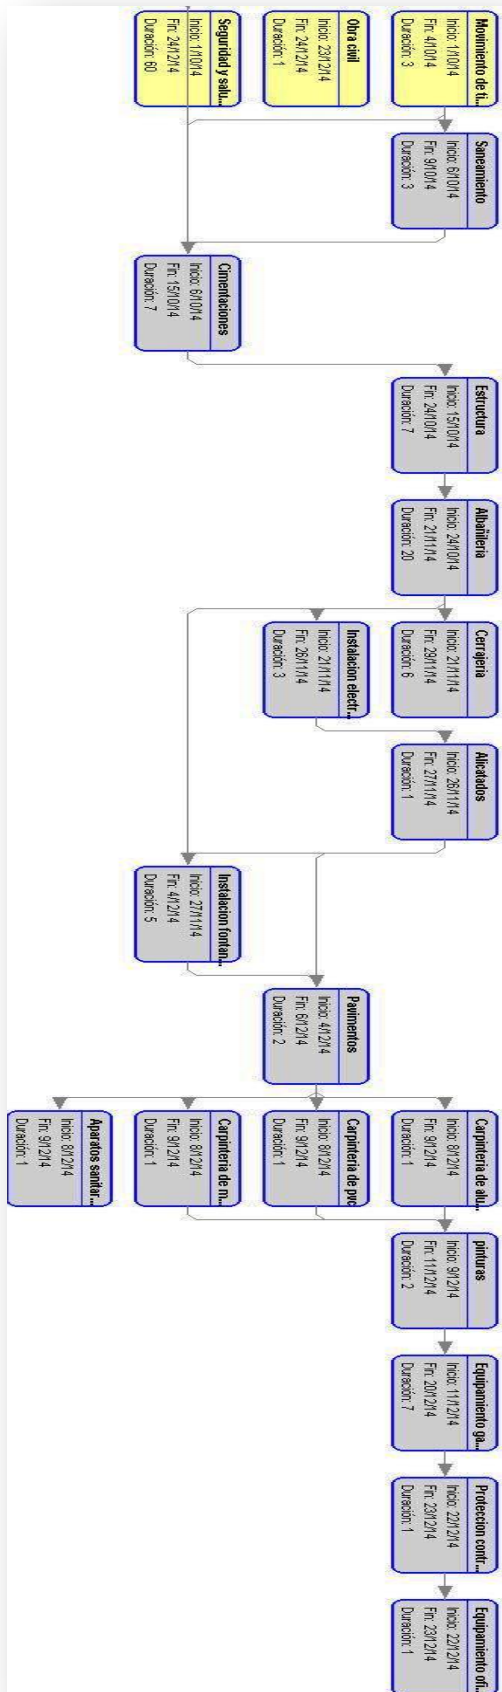 Movimiento de ti...
Inicio: 1/10/14
Fin: 4/10/14
Duración: 3
Obra civil
Inicio: 23/12/14
Fin: 24/12/14
Duración: 1
Seguridad y salu...
Inicio: 1/10/14
Fin: 24/12/14
Duración: 60
Saneamiento
Inicio: 6/10/14
Fin: 9/10/14
Duración: 3
Cimentaciones
Inicio: 6/10/14
Fin: 15/10/14
Duración: 7
Estructura
Inicio: 15/10/14
Fin: 24/10/14
Duración: 7
Albañileria
Inicio: 24/10/14
Fin: 21/11/14
Duración: 20
Cerrajeria
Inicio: 21/11/14
Fin: 29/11/14
Duración: 6
Instalacion electr...
Inicio: 21/11/14
Fin: 26/11/14
Duración: 3
Alicatados
Inicio: 26/11/14
Fin: 27/11/14
Duración: 1
Instalacion fontan...
Inicio: 27/11/14
Fin: 4/12/14
Duración: 5
Pavimentos
Inicio: 4/12/14
Fin: 6/12/14
Duración: 2
Carpinteria de alu...
Inicio: 8/12/14
Fin: 9/12/14
Duración: 1
Carpinteria de pvc
Inicio: 8/12/14
Fin: 9/12/14
Duración: 1
Carpinteria de m...
Inicio: 8/12/14
Fin: 9/12/14
Duración: 1
Aparatos sanitar...
Inicio: 8/12/14
Fin: 9/12/14
Duración: 1
pinturas
Inicio: 9/12/14
Fin: 11/12/14
Duración: 2
Equipamiento ga...
Inicio: 11/12/14
Fin: 20/12/14
Duración: 7
Proteccion contr...
Inicio: 22/12/14
Fin: 23/12/14
Duración: 1
Equipamiento ofi...
Inicio: 22/12/14
Fin: 23/12/14
Duración: 1